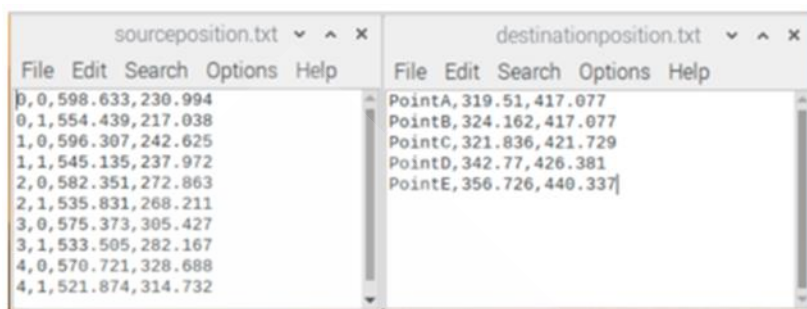 sourceposition.txt
File Edit Search Options Help
0,0,598.633,230.994
0,1,554.439,217.038
1,0,596.307,242.625
1,1,545.135,237.972
2,0,582.351,272.863
2,1,535.831,268.211
3,0,575.373,305.427
3,1,533.505,282.167
4,0,570.721,328.688
4,1,521.874,314.732
destinationposition.txt
File Edit Search Options Help
PointA,319.51,417.077
PointB,324.162,417.077
PointC,321.836,421.729
PointD,342.77,426.381
PointE,356.726,440.337